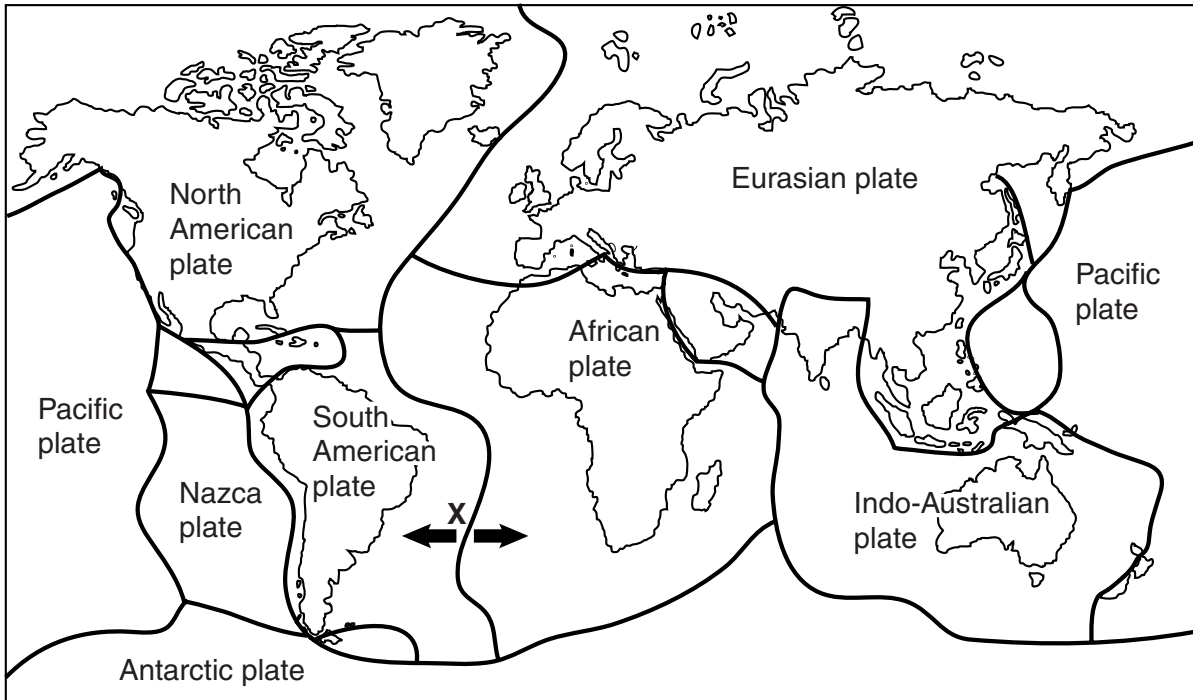 North
American
plate
Eurasian plate
Pacific
plate
African
plate
Pacific
plate
South
American
plate
Nazca
plate
X
Indo-Australian
plate
Antarctic plate